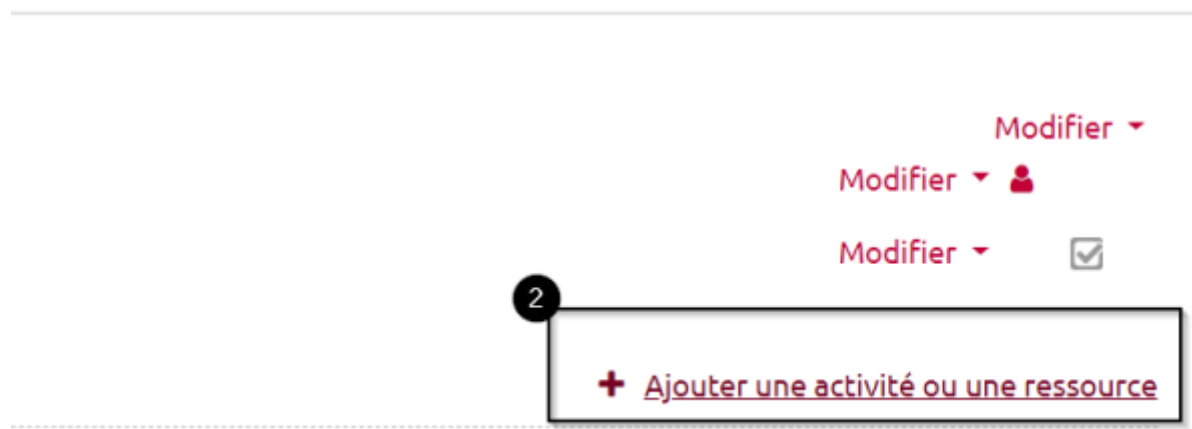 Modifier
Modifier
Modifier
2
+ Ajouter une activité ou une ressource